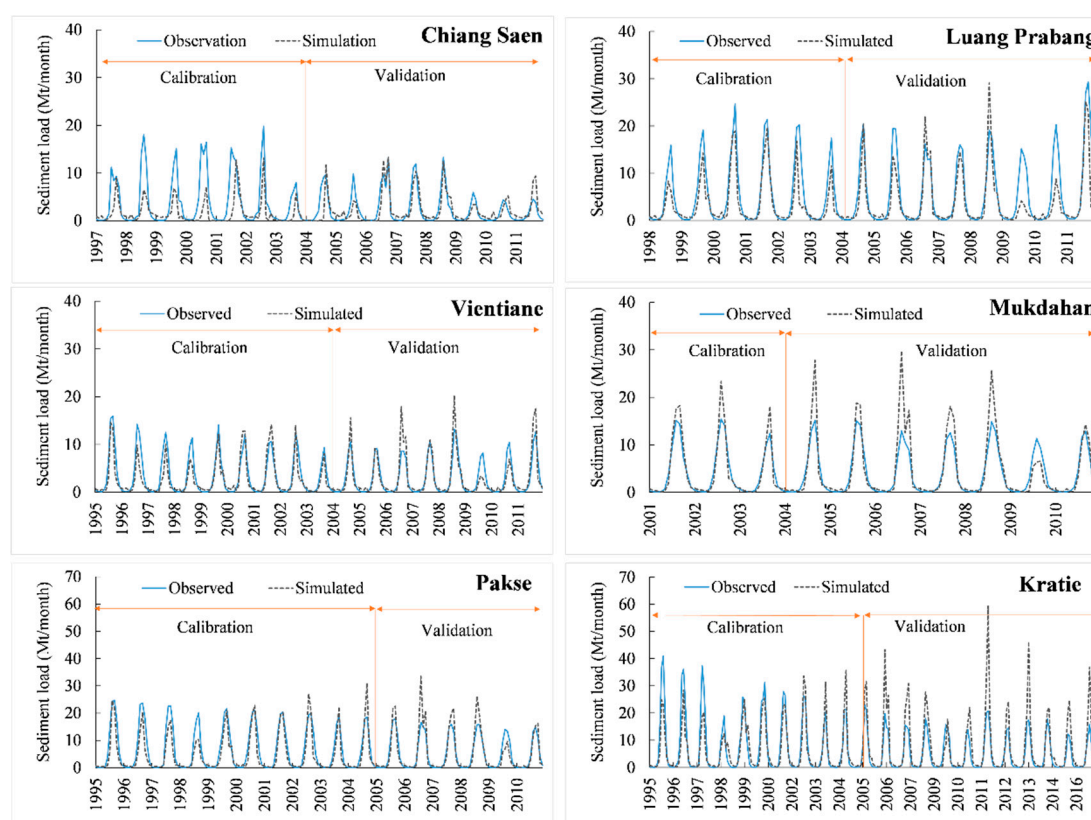 Chiang Saen
Observation Simulation
Calibration Validation
Sediment load (Mt/month)
40
30
20
10
0
1997 1998 1999 2000 2001 2002 2003 2004 2005 2006 2007 2008 2009 2010 2011
Luang Prabang
Observed Simulated
Calibration Validation
Sediment load (Mt/month)
40
30
20
10
0
1998 1999 2000 2001 2002 2003 2004 2005 2006 2007 2008 2009 2010 2011
Vientiane
Observed Simulated
Calibration Validation
Sediment load (Mt/month)
40
30
20
10
0
1995 1996 1997 1998 1999 2000 2001 2002 2003 2004 2005 2006 2007 2008 2009 2010 2011
Mukdahan
Observed Simulated
Calibration Validation
Sediment load (Mt/month)
40
30
20
10
0
2001 2002 2003 2004 2005 2006 2007 2008 2009 2010
Pakse
Observed Simulated
Calibration Validation
Sediment load (Mt/month)
70
60
50
40
30
20
10
0
1995 1996 1997 1998 1999 2000 2001 2002 2003 2004 2005 2006 2007 2008 2009 2010
Kratie
Observed Simulated
Calibration Validation
Sediment load (Mt/month)
70
60
50
40
30
20
10
0
1995 1996 1997 1998 1999 2000 2002 2003 2004 2005 2006 2007 2008 2009 2010 2011 2012 2013 2014 2015 2016